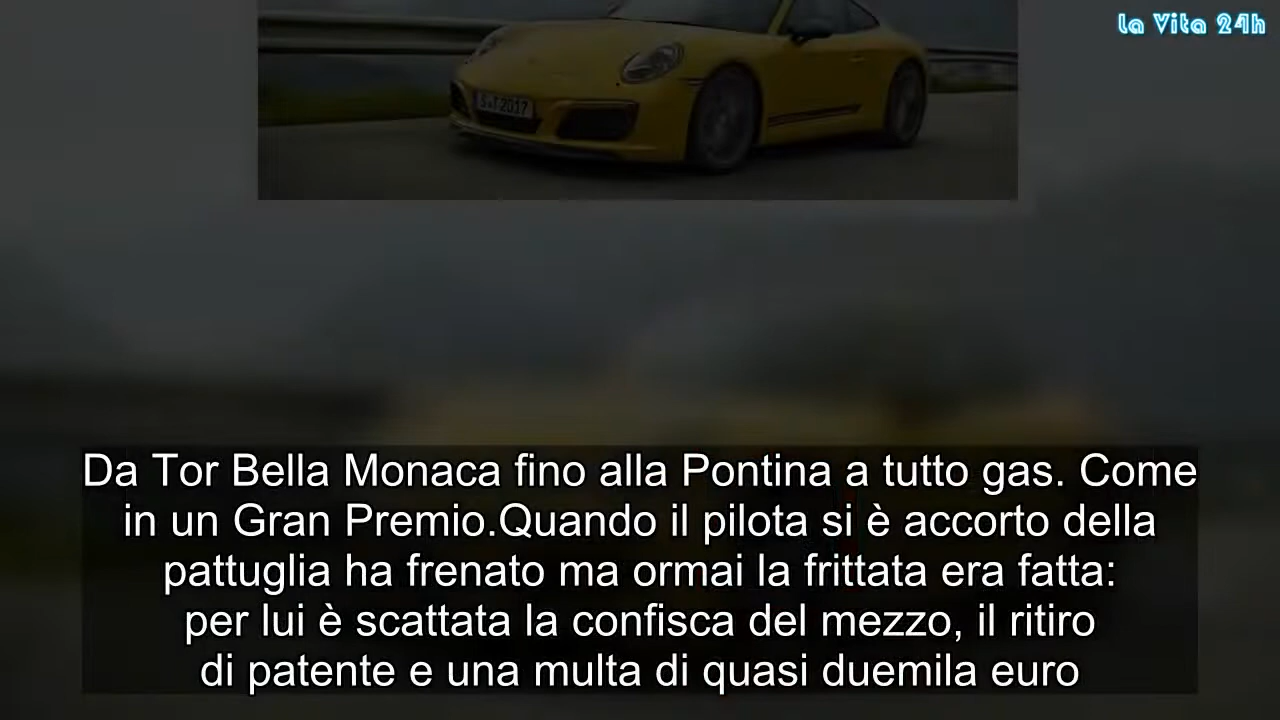 La Vita 24h
S-T 2017
Da Tor Bella Monaca fino alla Pontina a tutto gas. Come
in un Gran Premio.Quando il pilota si è accorto della
pattuglia ha frenato ma ormai la frittata era fatta:
per lui è scattata la confisca del mezzo, il ritiro
di patente e una multa di quasi duemila euro